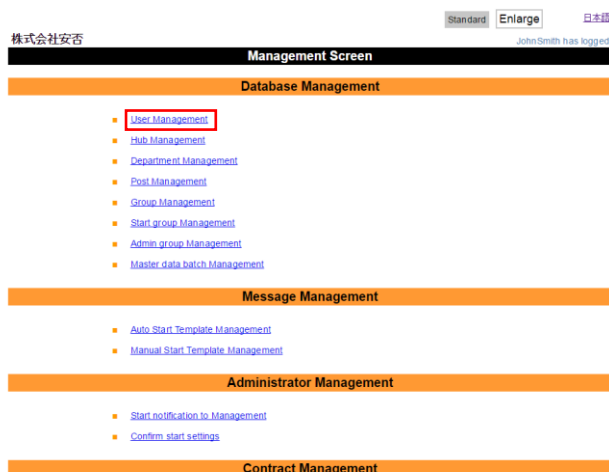 Standard Enlarge 日本語
株式会社安否 JohnSmith has logged
Management Screen
Database Management
User Management
Hub Management
Department Management
Post Management
Group Management
Start group Management
Admin group Management
Master data batch Management
Message Management
Auto Start Template Management
Manual Start Template Management
Administrator Management
Start notification to Management
Confirm start settings
Contract Management